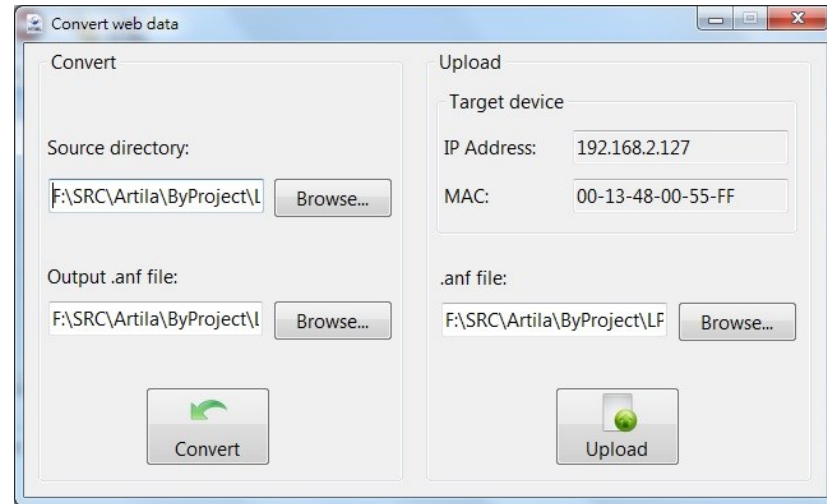 Convert web data
Convert
Source directory:
F:\SRC\Artila\ByProject\L
Browse...
Output .anf file:
F:\SRC\Artila\ByProject\L
Browse...
Convert
Upload
Target device
IP Address: 192.168.2.127
MAC: 00-13-48-00-55-FF
.anf file:
F:\SRC\Artila\ByProject\LF
Browse...
Upload